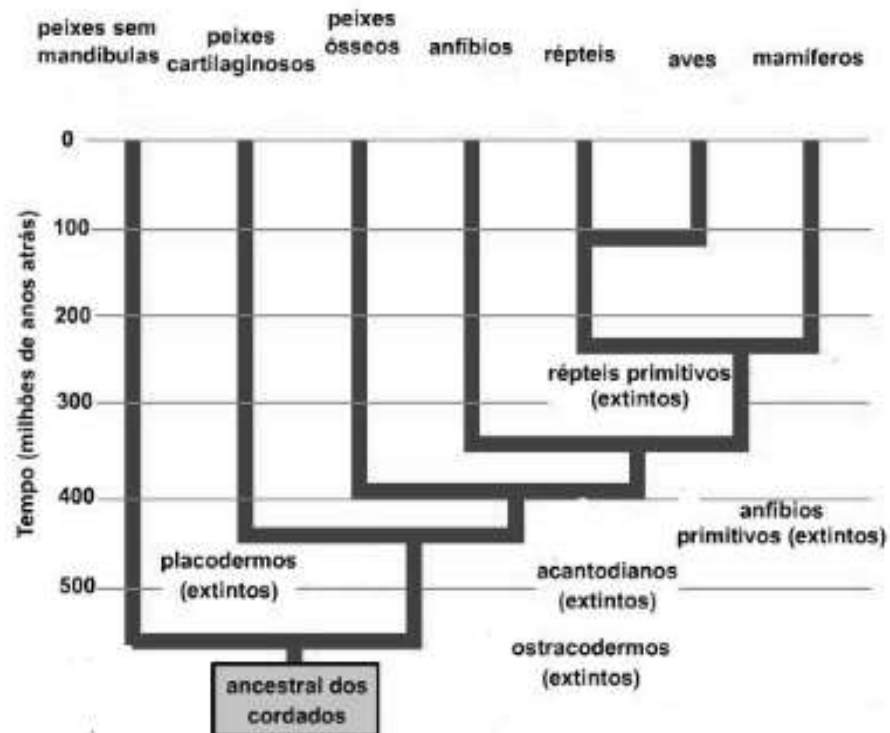 peixes sem
mandíbulas
peixes
cartilaginosos
peixes
ósseos
anfíbios
répteis
aves
mamíferos
Tempo (milhões de anos atrás)
0
100
200
300
400
500
répteis primitivos
(extintos)
anfíbios
primitivos (extintos)
placodermos
(extintos)
acantodianos
(extintos)
ostracodermos
(extintos)
ancestral dos
cordados